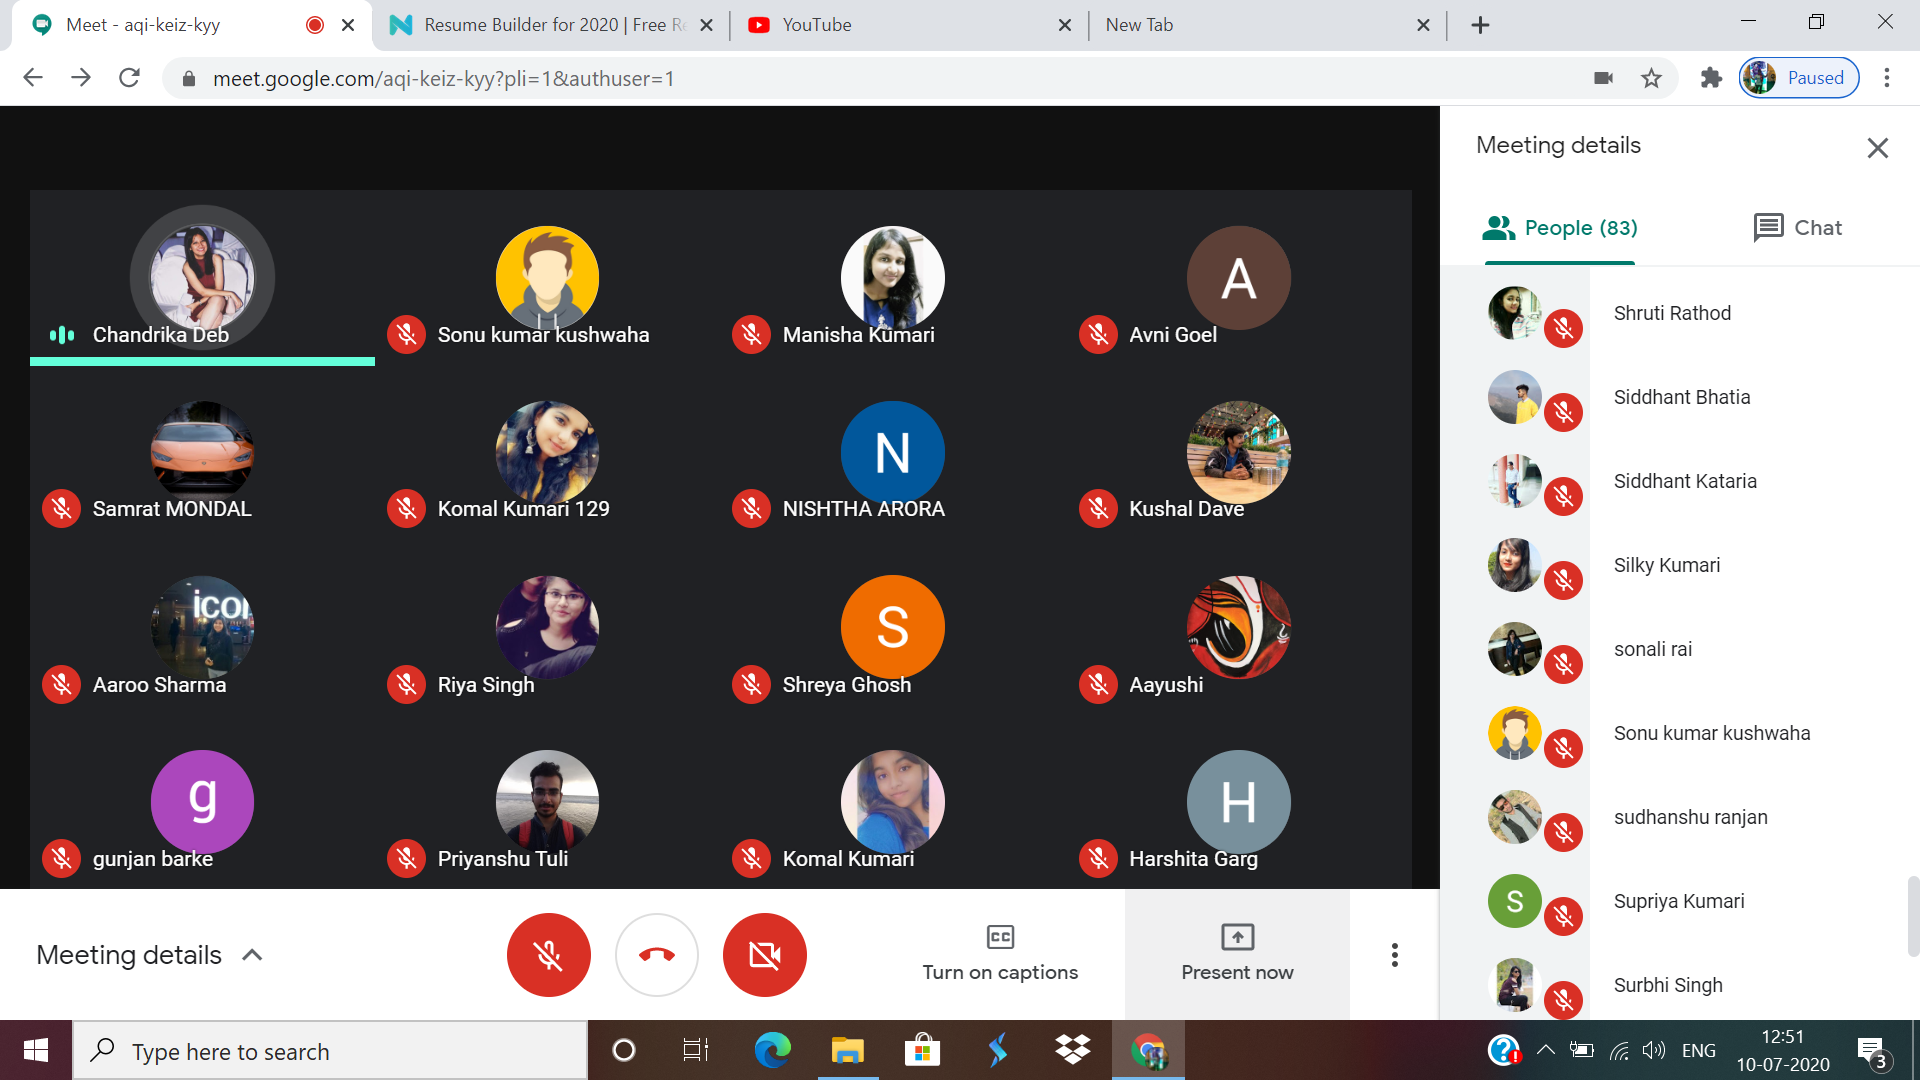 Meet - aqi-keiz-kyy
Resume Builder for 2020 | Free Re
YouTube
New Tab
meet.google.com/aqi-keiz-kyy?pli=1&authuser=1
Paused
Chandrika Deb
Sonu kumar kushwaha
Manisha Kumari
A
Avni Goel
Samrat MONDAL
Komal Kumari 129
N
NISHTHA ARORA
Kushal Dave
icon
Aaroo Sharma
Riya Singh
S
Shreya Ghosh
Aayushi
g
gunjan barke
Priyanshu Tuli
Komal Kumari
H
Harshita Garg
Meeting details
People (83)
Chat
Shruti Rathod
Siddhant Bhatia
Siddhant Kataria
Silky Kumari
sonali rai
Sonu kumar kushwaha
sudhanshu ranjan
S
Supriya Kumari
Surbhi Singh
Meeting details
CC
Turn on captions
Present now
Type here to search
ENG
12:51
10-07-2020
3